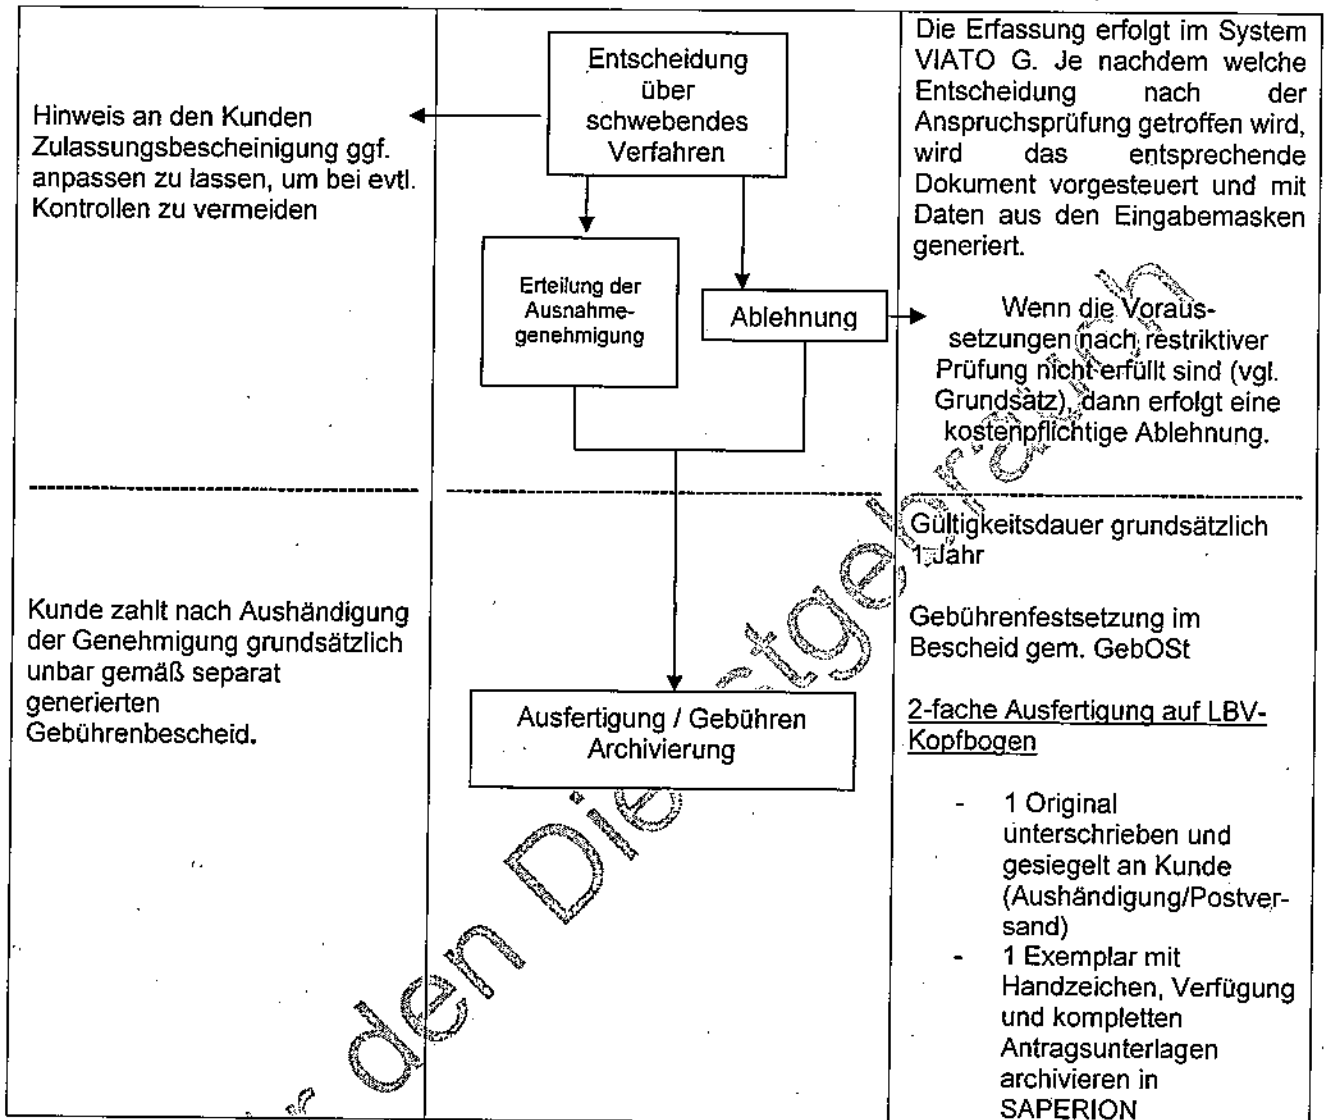 Hinweis an den Kunden
Zulassungsbescheinigung ggf.
anpassen zu lassen, um bei evtl.
Kontrollen zu vermeiden
Entscheidung
über
schwebendes
Verfahren
Erteilung der
Ausnahme-
genehmigung
Ablehnung
Die Erfassung erfolgt im System
VIATO G. Je nachdem welche
Entscheidung nach der
Anspruchsprüfung getroffen wird,
wird das entsprechende
Dokument vorgesteuert und mit
Daten aus den Eingabemasken
generiert.
Wenn die Voraus-
setzungen nach restriktiver
Prüfung nicht erfüllt sind (vgl.
Grundsatz), dann erfolgt eine
kostenpflichtige Ablehnung.
Kunde zahlt nach Aushändigung
der Genehmigung grundsätzlich
unbar gemäß separat
generierten
Gebührenbescheid.
Ausfertigung / Gebühren
Archivierung
Gültigkeitsdauer grundsätzlich
1 Jahr
Gebührenfestsetzung im
Bescheid gem. GebOSt
2-fache Ausfertigung auf LBV-
Kopfbogen
- 1 Original
unterschrieben und
gesiegelt an Kunde
(Aushändigung/Postver-
sand)
- 1 Exemplar mit
Handzeichen, Verfügung
und kompletten
Antragsunterlagen
archivieren in
SAPERION
den Dienstgebrauch